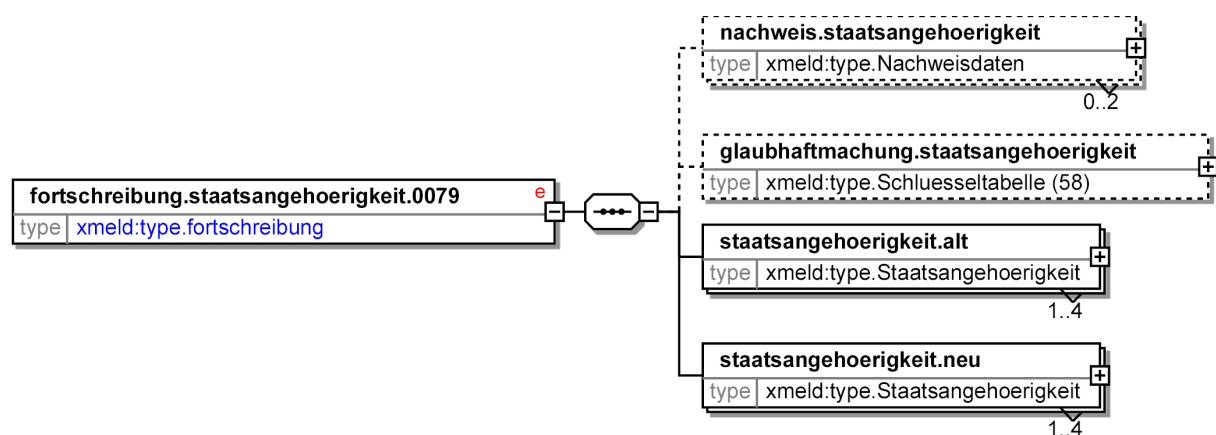 nachweis.staatsangehoerigkeit
type xmeld:type.Nachweisdaten
0..2
glaubhaftmachung.staatsangehoerigkeit
type xmeld:type.Schluesseltabelle (58)
fortschreibung.staatsangehoerigkeit.0079 e
type xmeld:type.fortschreibung
staatsangehoerigkeit.alt
type xmeld:type.Staatsangehoerigkeit
1..4
staatsangehoerigkeit.neu
type xmeld:type.Staatsangehoerigkeit
1..4